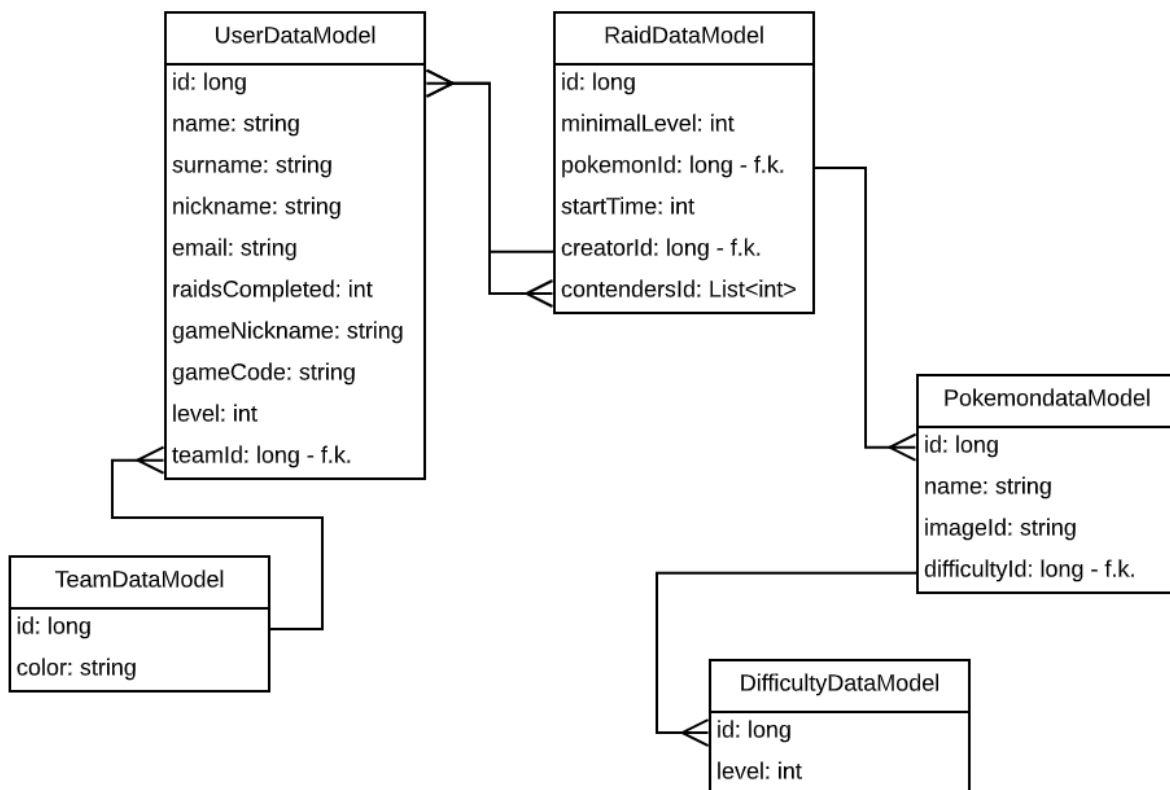 UserDataModel
id: long
name: string
surname: string
nickname: string
email: string
raidsCompleted: int
gameNickname: string
gameCode: string
level: int
teamId: long - f.k.
RaidDataModel
id: long
minimalLevel: int
pokemonId: long - f.k.
startTime: int
creatorId: long - f.k.
contendersId: List<int>
PokemondataModel
id: long
name: string
imageId: string
difficultyId: long - f.k.
TeamDataModel
id: long
color: string
DifficultyDataModel
id: long
level: int